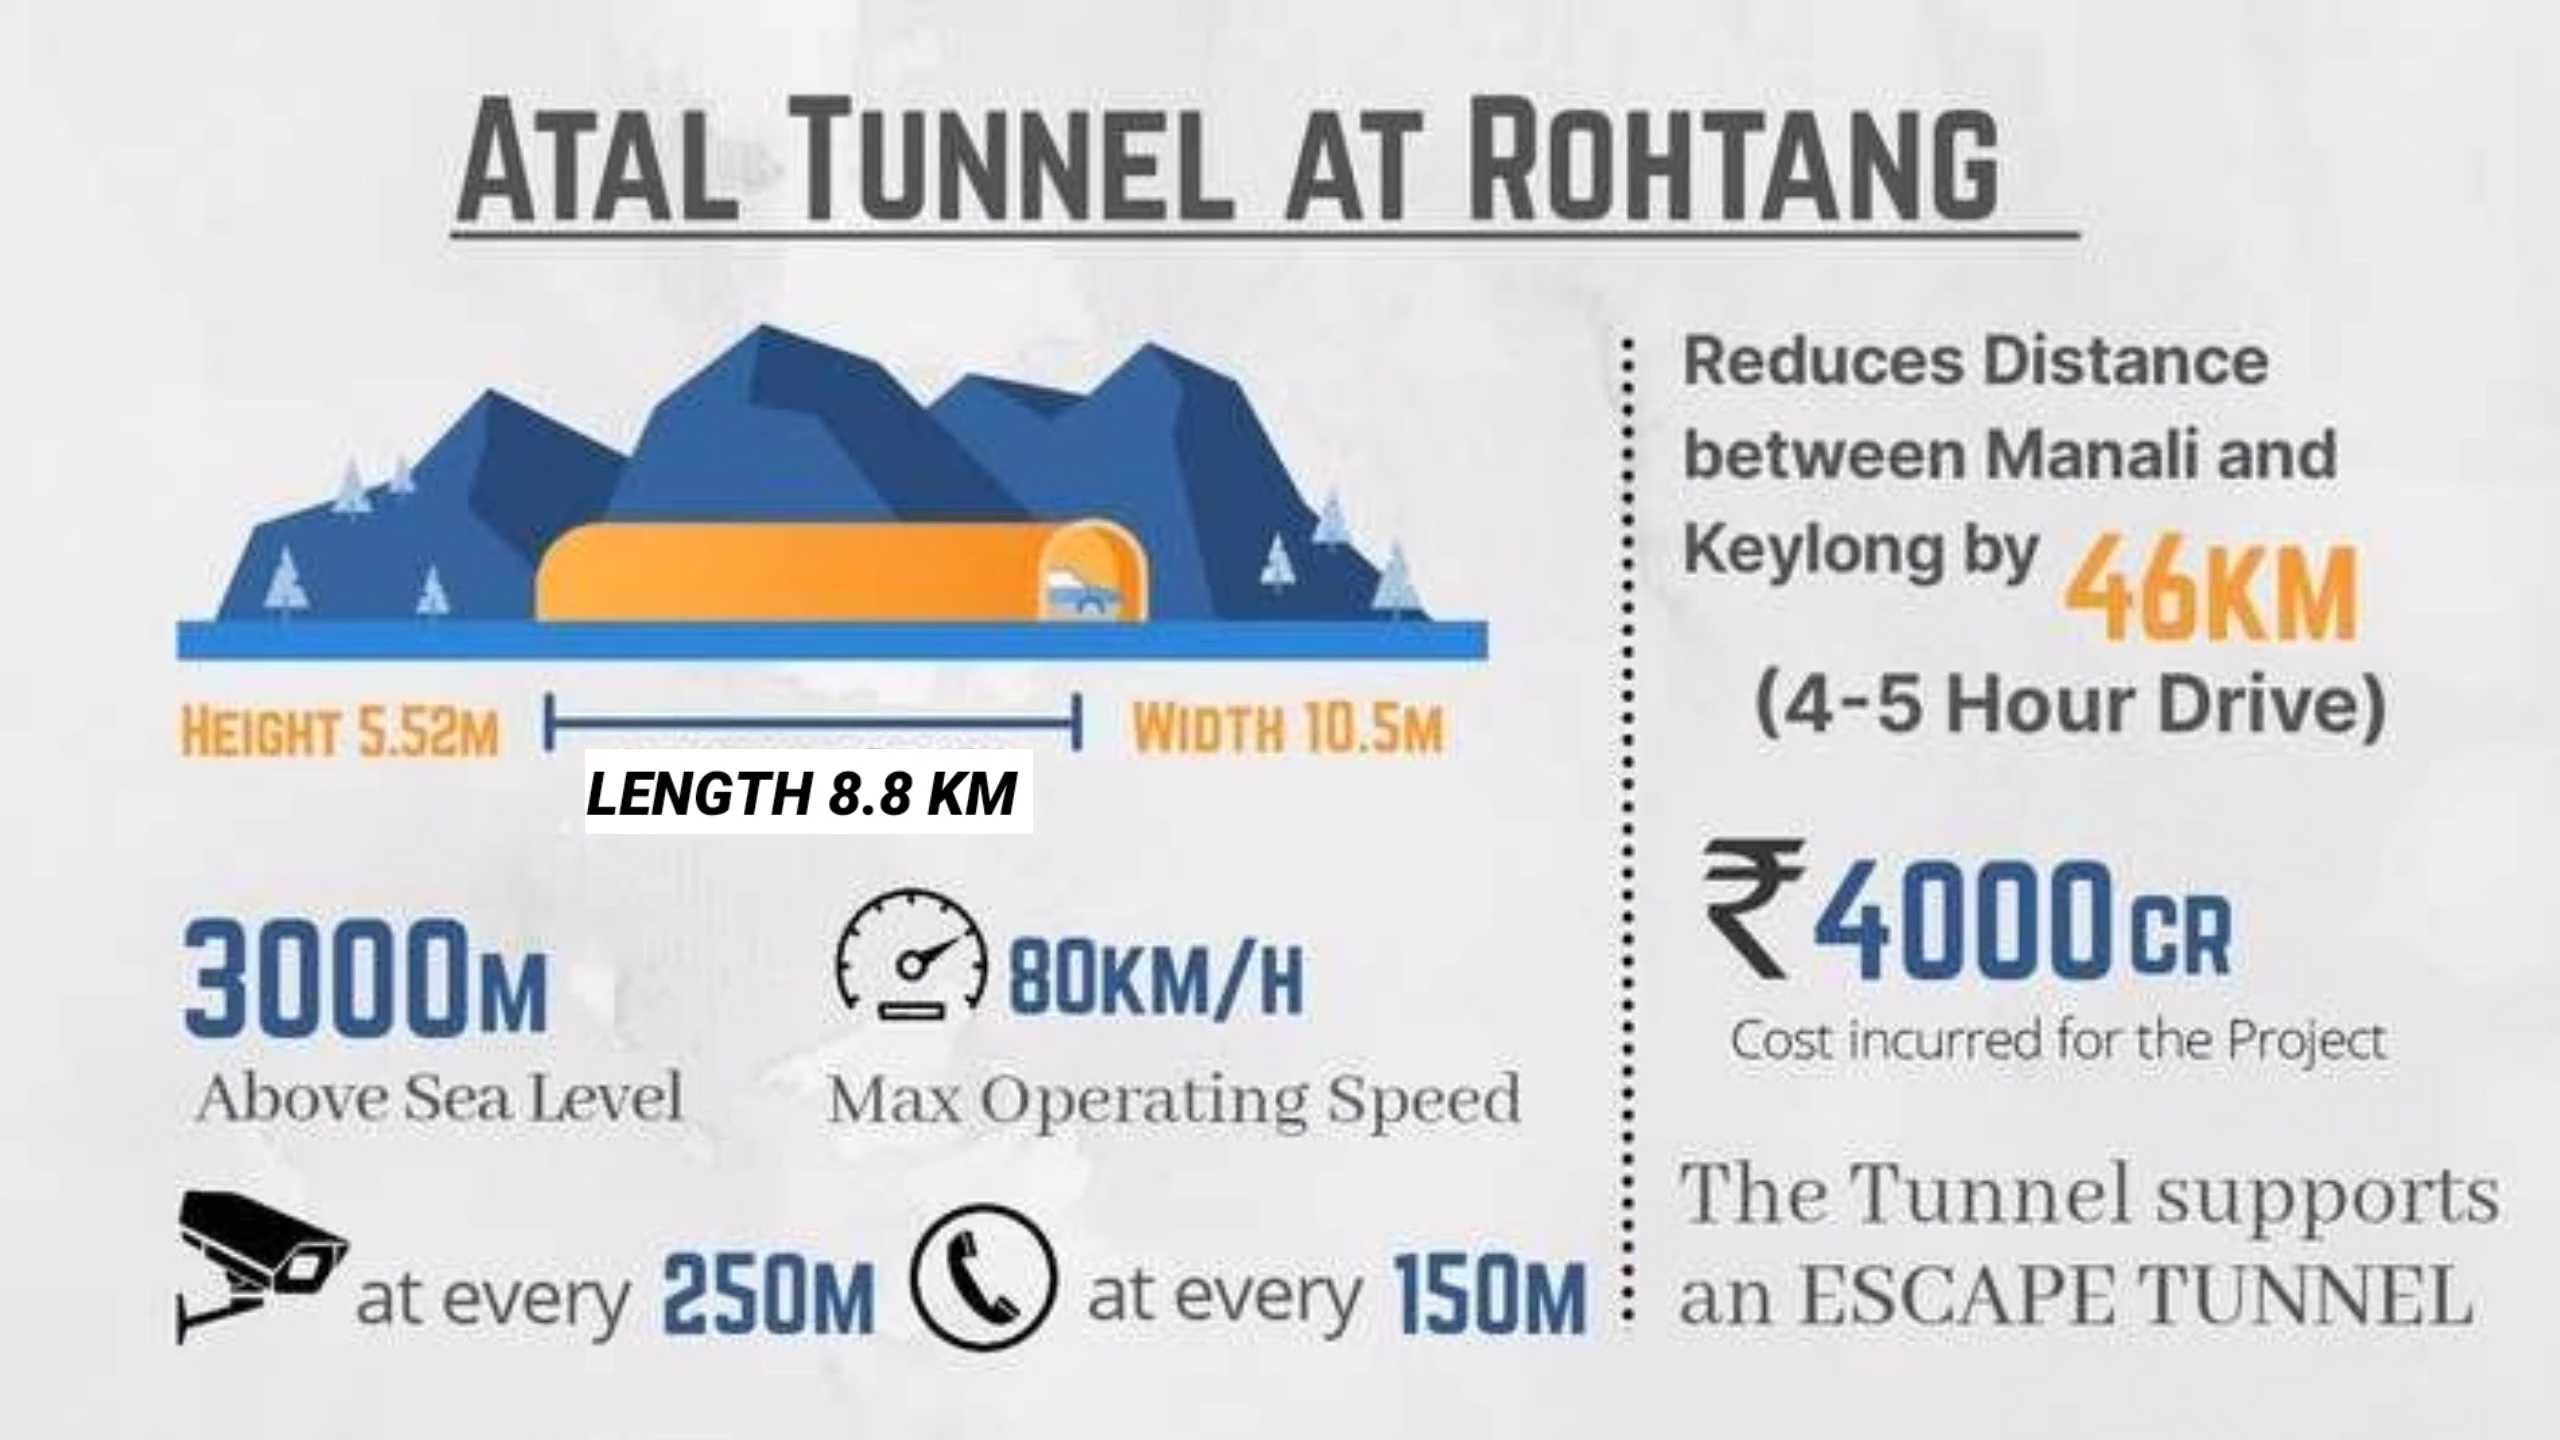 ATAL TUNNEL AT ROHTANG
HEIGHT 5.52M
WIDTH 10.5M
LENGTH 8.8 KM
3000M
Above Sea Level
80KM/H
Max Operating Speed
at every 250M
at every 150M
Reduces Distance
between Manali and
Keylong by 46KM
(4-5 Hour Drive)
₹4000CR
Cost incurred for the Project
The Tunnel supports
an ESCAPE TUNNEL